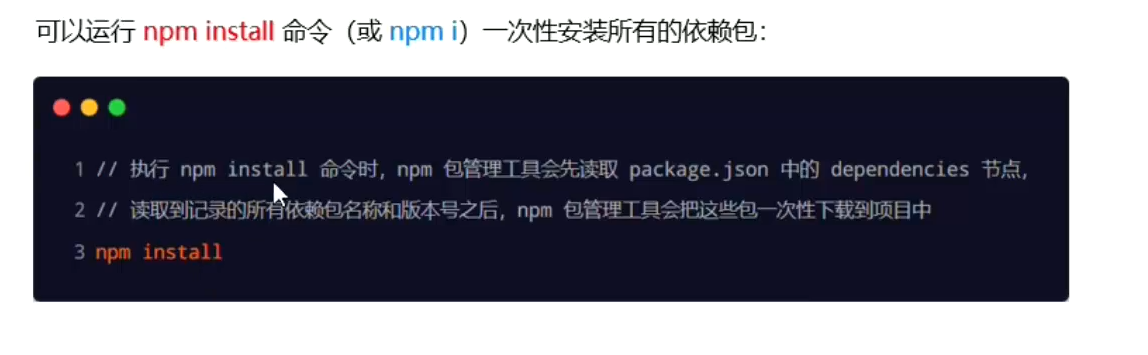 可以运行 npm install 命令（或 npm i）一次性安装所有的依赖包：
1 // 执行 npm install 命令时，npm 包管理工具会先读取 package.json 中的 dependencies 节点，
2 // 读取到记录的所有依赖包名称和版本号之后，npm 包管理工具会把这些包一次性下载到项目中
3 npm install